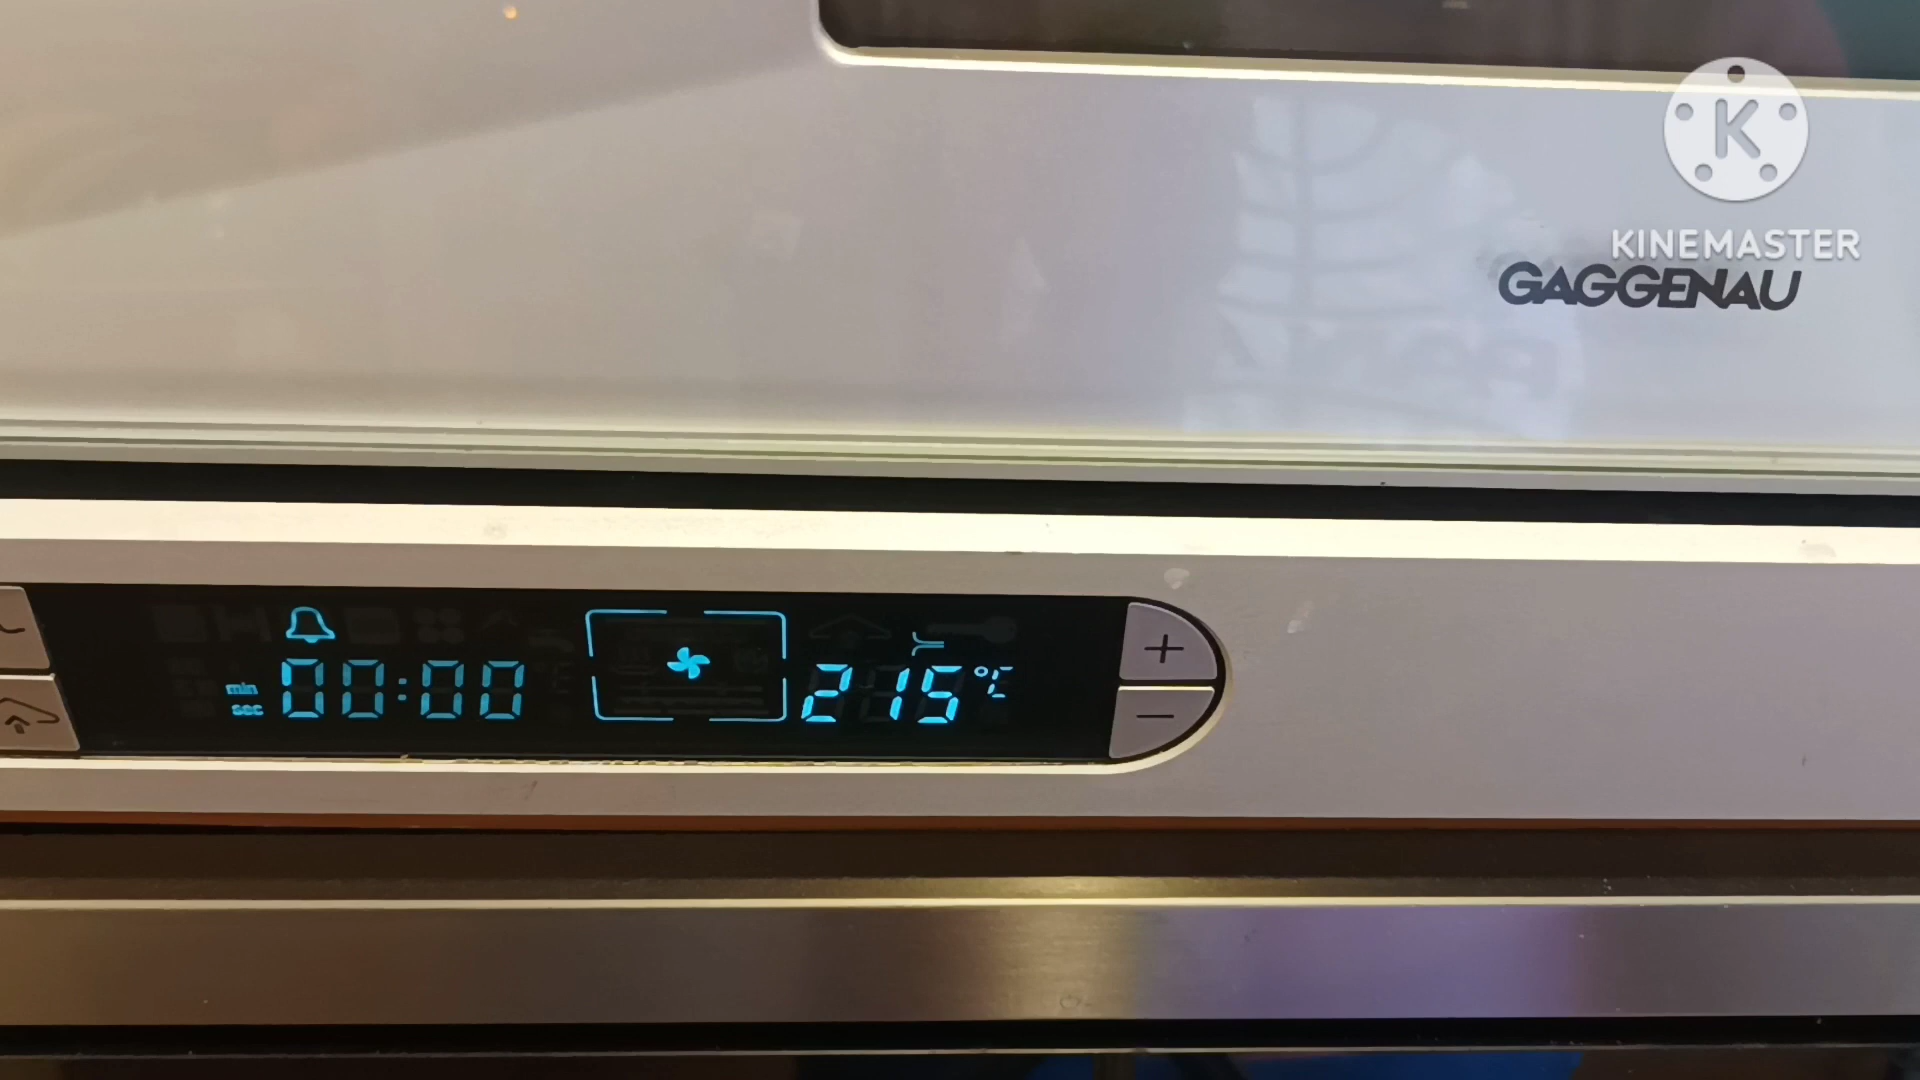 KINEMASTER
GAGGENAU
min
sec
00:00
215 °C
+
−